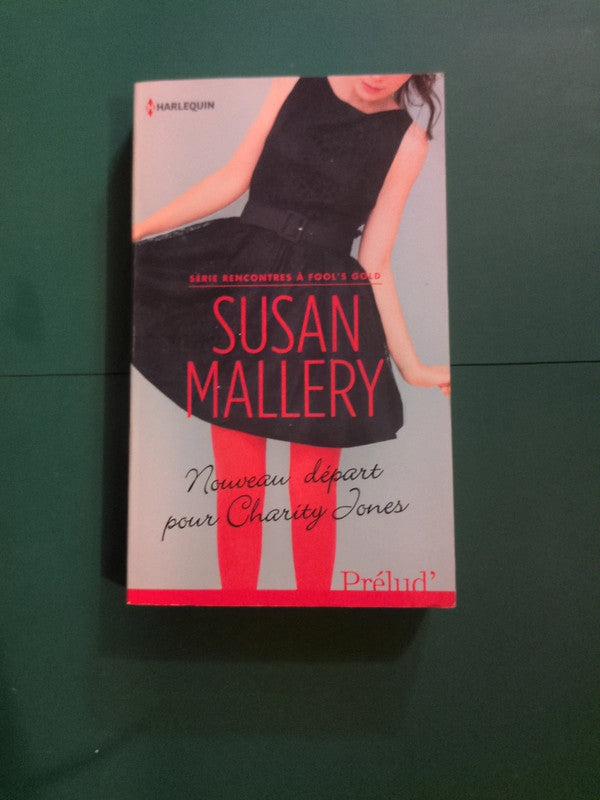 HARLEQUIN
SÉRIE RENCONTRES À FOOL'S GOLD
SUSAN
MALLERY
Nouveau départ
pour Charity Jones
Prélud'